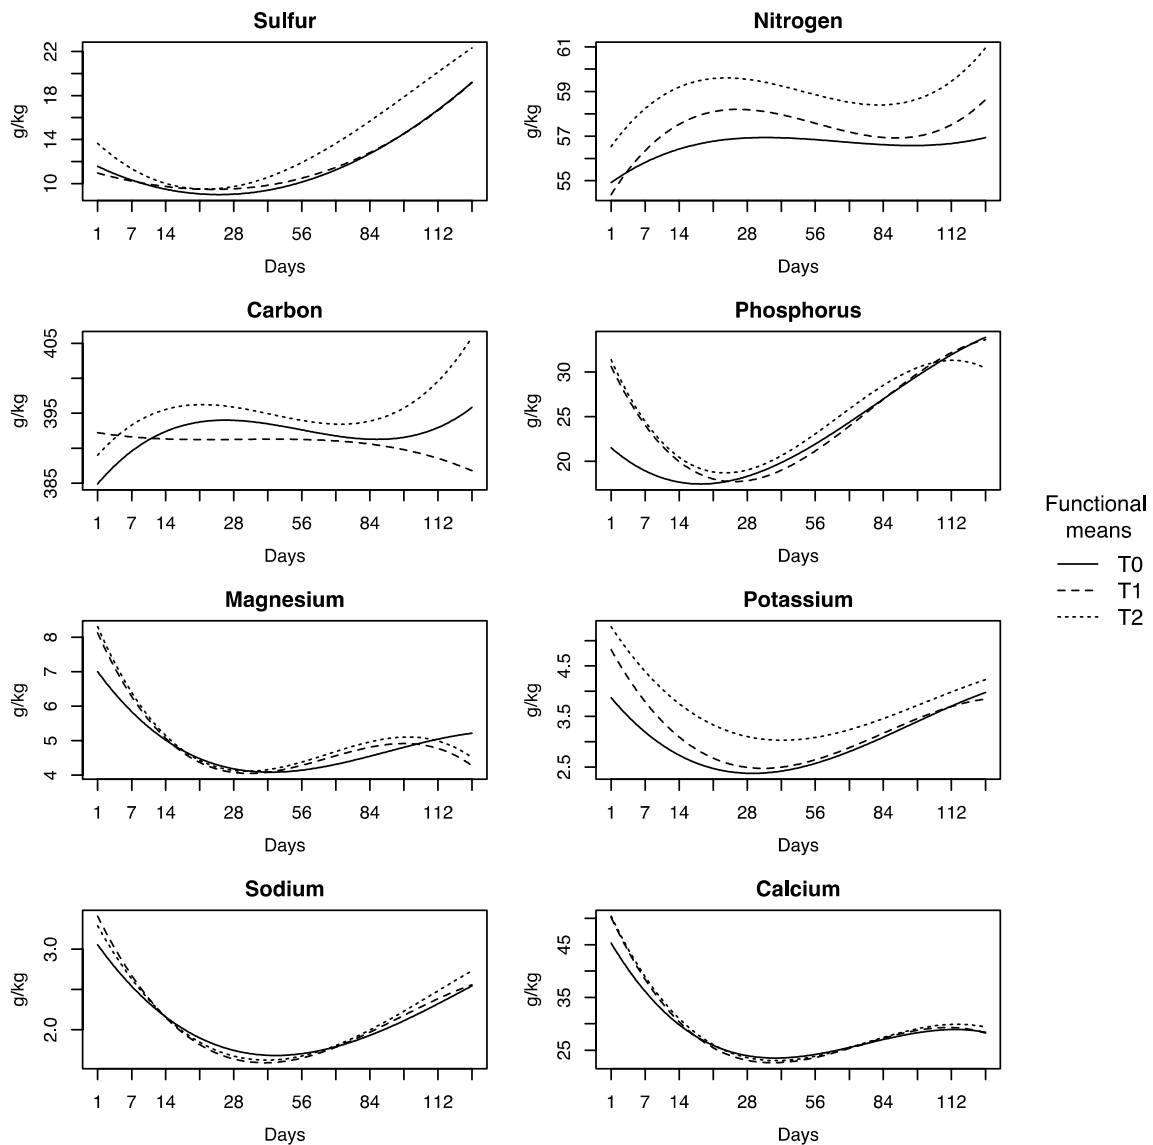 Sulfur
g/kg
22
18
14
10
1 7 14 28 56 84 112
Days
Nitrogen
g/kg
61
59
57
55
1 7 14 28 56 84 112
Days
Carbon
g/kg
405
395
385
1 7 14 28 56 84 112
Days
Phosphorus
g/kg
30
25
20
1 7 14 28 56 84 112
Days
Magnesium
g/kg
8
7
6
5
4
1 7 14 28 56 84 112
Days
Potassium
g/kg
4.5
3.5
2.5
1 7 14 28 56 84 112
Days
Sodium
g/kg
3.0
2.0
1 7 14 28 56 84 112
Days
Calcium
g/kg
45
35
25
1 7 14 28 56 84 112
Days
Functional
means
T0
T1
T2